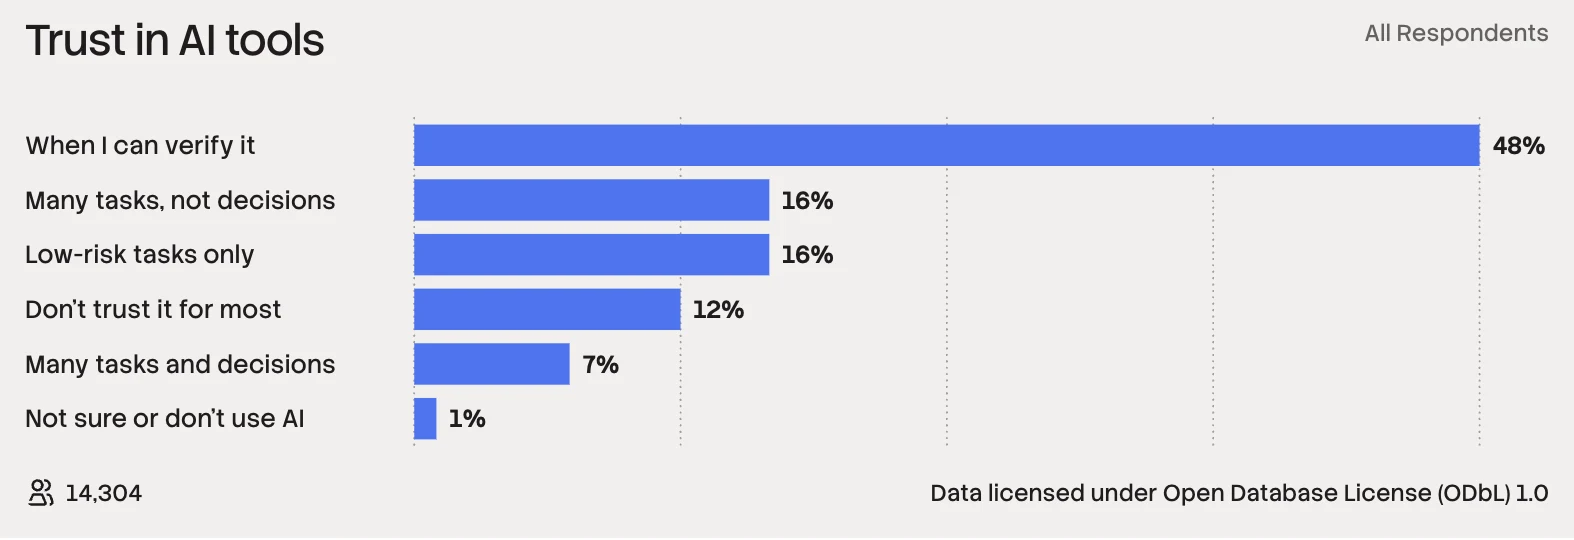 Trust in AI tools
All Respondents
When I can verify it
48%
Many tasks, not decisions
16%
Low-risk tasks only
16%
Don’t trust it for most
12%
Many tasks and decisions
7%
Not sure or don’t use AI
1%
14,304
Data licensed under Open Database License (ODbL) 1.0